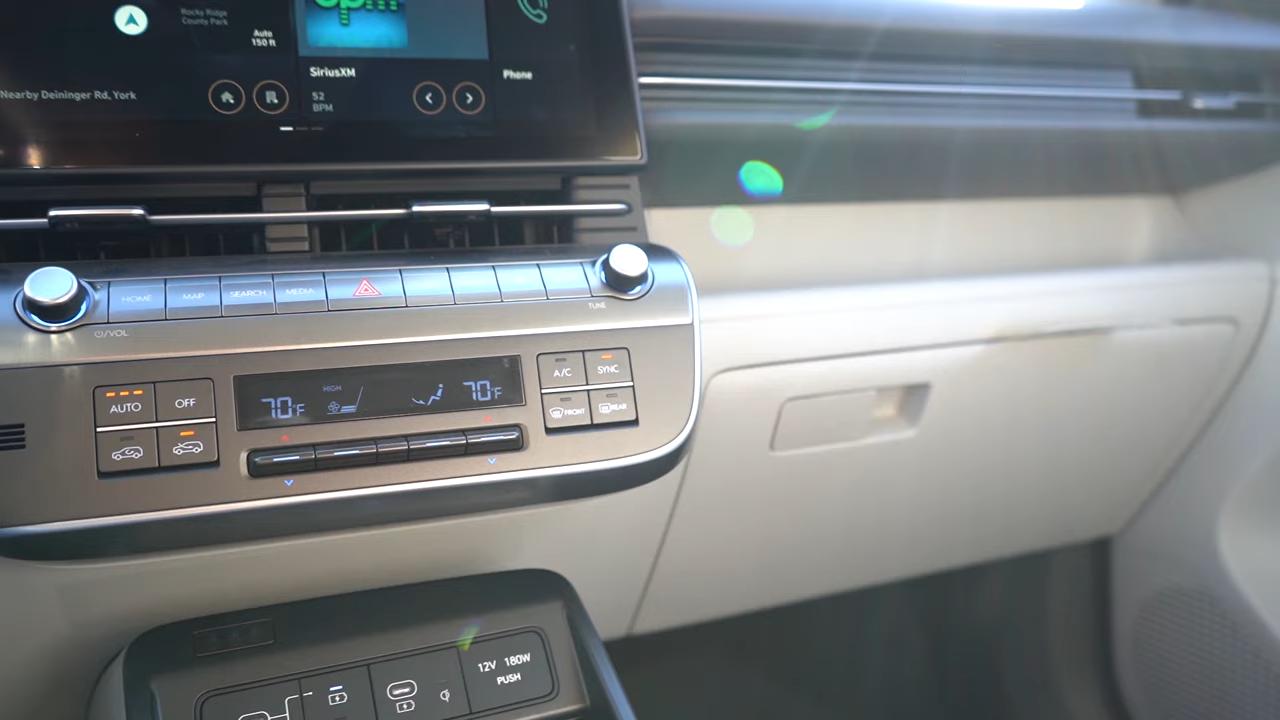 Rocky Ridge
County Park
Auto
150 ft
Nearby Deininger Rd, York
SiriusXM
52
BPM
Phone
HOME
MAP
SEARCH
MEDIA
/VOL
TUNE
AUTO
OFF
70°F
HIGH
70°F
A/C
SYNC
FRONT
REAR
12V 180W
PUSH